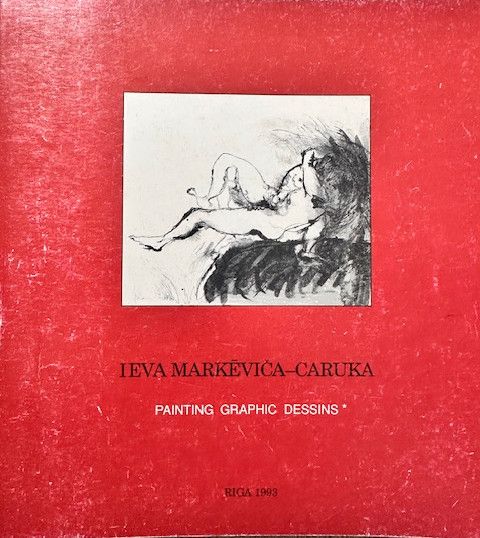 IEVA MARKĒVIČA–CARUKA
PAINTING GRAPHIC DESSINS *
RIGA 1993